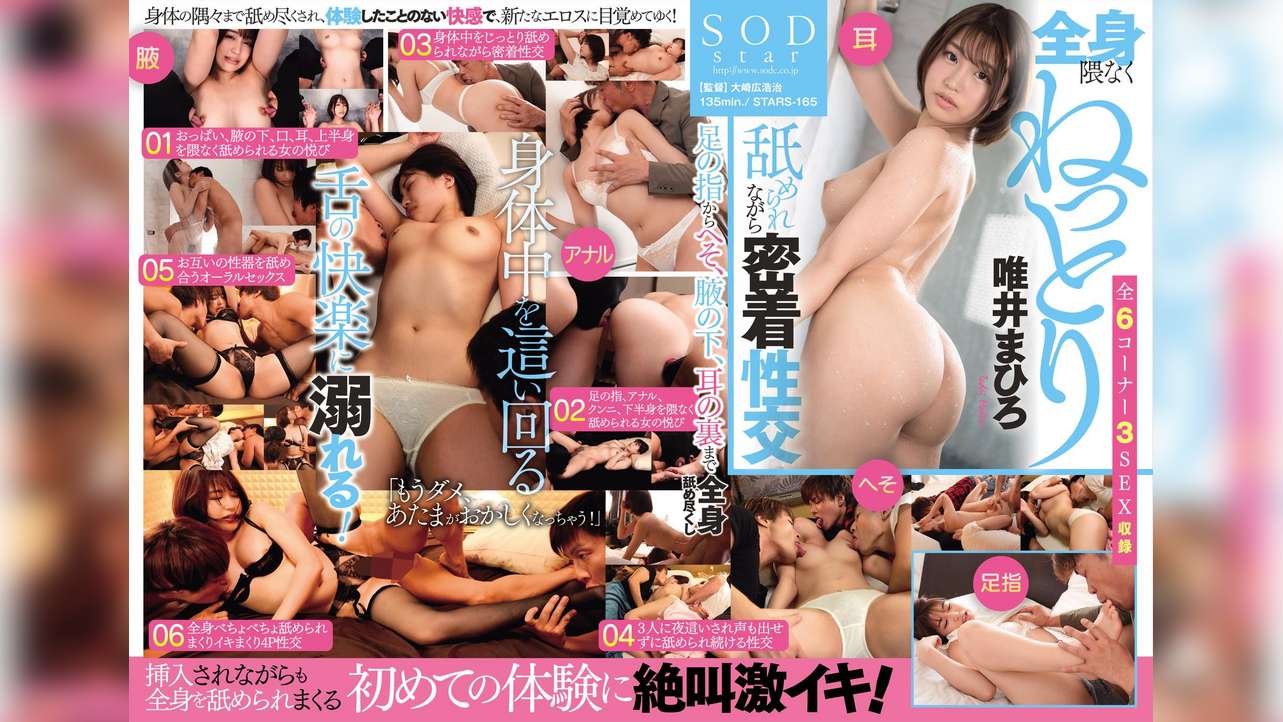 身体の隅々まで舐め尽くされ、体験したことのない快感で、新たなエロスに目覚めてゆく!
腋
01 おっぱい、腋の下、口、耳、上半身
を隈なく舐められる女の悦び
03 身体中をじっとり舐め
られながら密着性交
05 お互いの性器を舐め
合うオーラルセックス
アナル
02 足の指、アナル、
クンニ、下半身を隈なく
舐められる女の悦び
身体中を這い回る
舌の快楽に溺れる!
「もうダメ、
あたまがおかしくなっちゃう!」
06 全身べちょべちょ舐められ
まくりイキまくり4P性交
04 3人に夜這いされ声も出せ
ずに舐められ続ける性交
足の指からへそ、腋の下、耳の裏まで全身
舐め尽くし
SOD
star
http://www.sodc.co.jp
【監督】大崎広浩治
135min./ STARS-165
耳
全身
隈なく
ねっとり
舐められ
ながら
密着性交
唯井まひろ
全6コーナー3SEX収録
へそ
足指
挿入されながらも
全身を舐められまくる
初めての体験に絶叫激イキ!